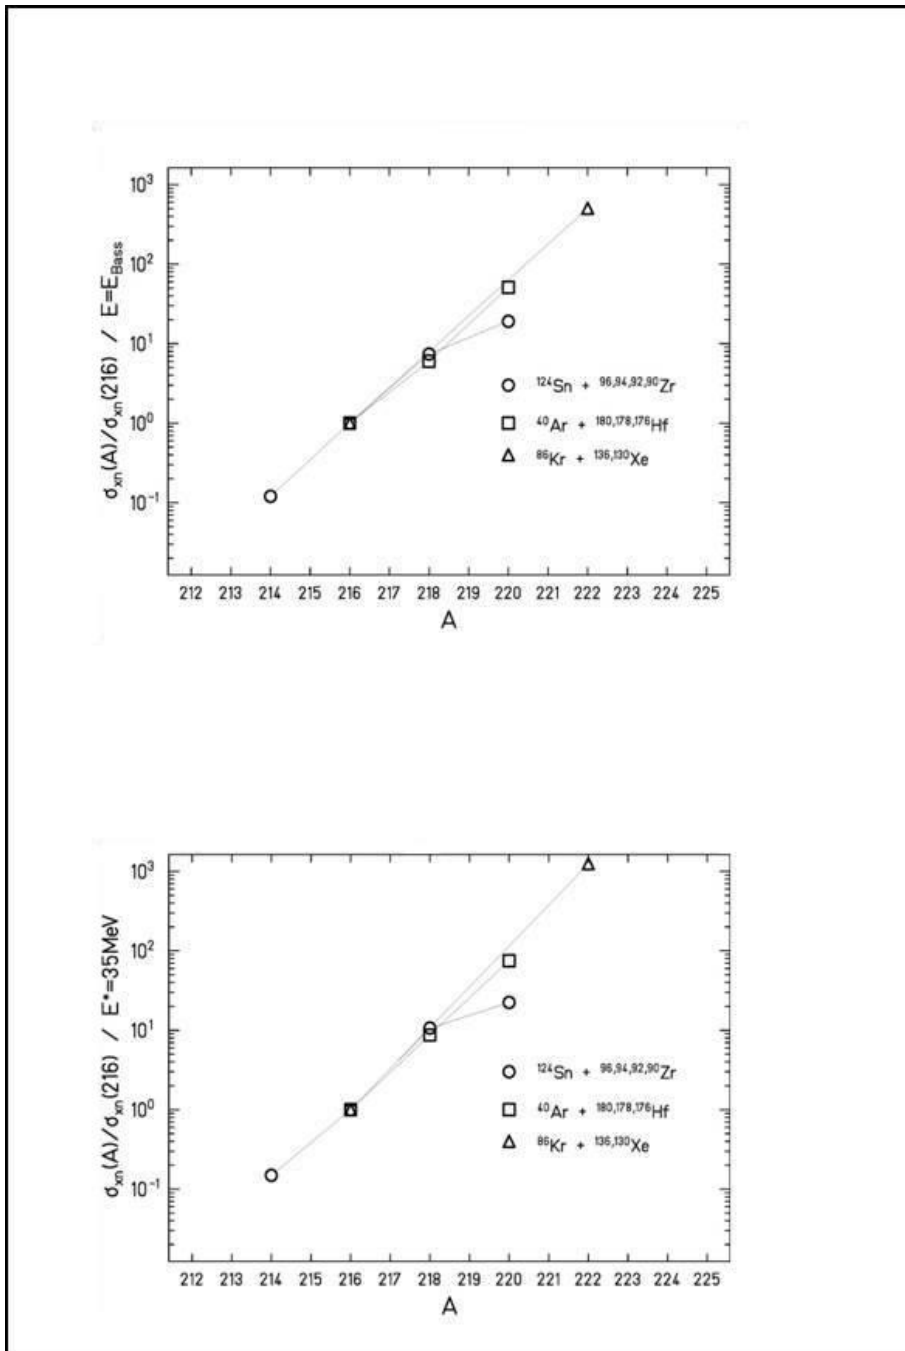 σxn(A)/σxn(216) / E=EBass
10³
10²
10¹
10⁰
10⁻¹
¹²⁴Sn + ⁹⁶,⁹⁴,⁹²,⁹⁰Zr
⁴⁰Ar + ¹⁸⁰,¹⁷⁸,¹⁷⁶Hf
⁸⁶Kr + ¹³⁶,¹³⁰Xe
212 213 214 215 216 217 218 219 220 221 222 223 224 225
A
σxn(A)/σxn(216) / E*=35MeV
10³
10²
10¹
10⁰
10⁻¹
¹²⁴Sn + ⁹⁶,⁹⁴,⁹²,⁹⁰Zr
⁴⁰Ar + ¹⁸⁰,¹⁷⁸,¹⁷⁶Hf
⁸⁶Kr + ¹³⁶,¹³⁰Xe
212 213 214 215 216 217 218 219 220 221 222 223 224 225
A